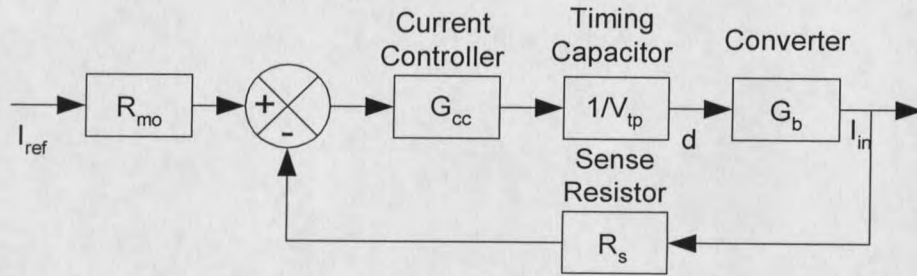 Current
Controller
Timing
Capacitor
Converter
I_ref
R_mo
+
-
G_cc
1/V_tp
d
G_b
I_in
Sense
Resistor
R_s